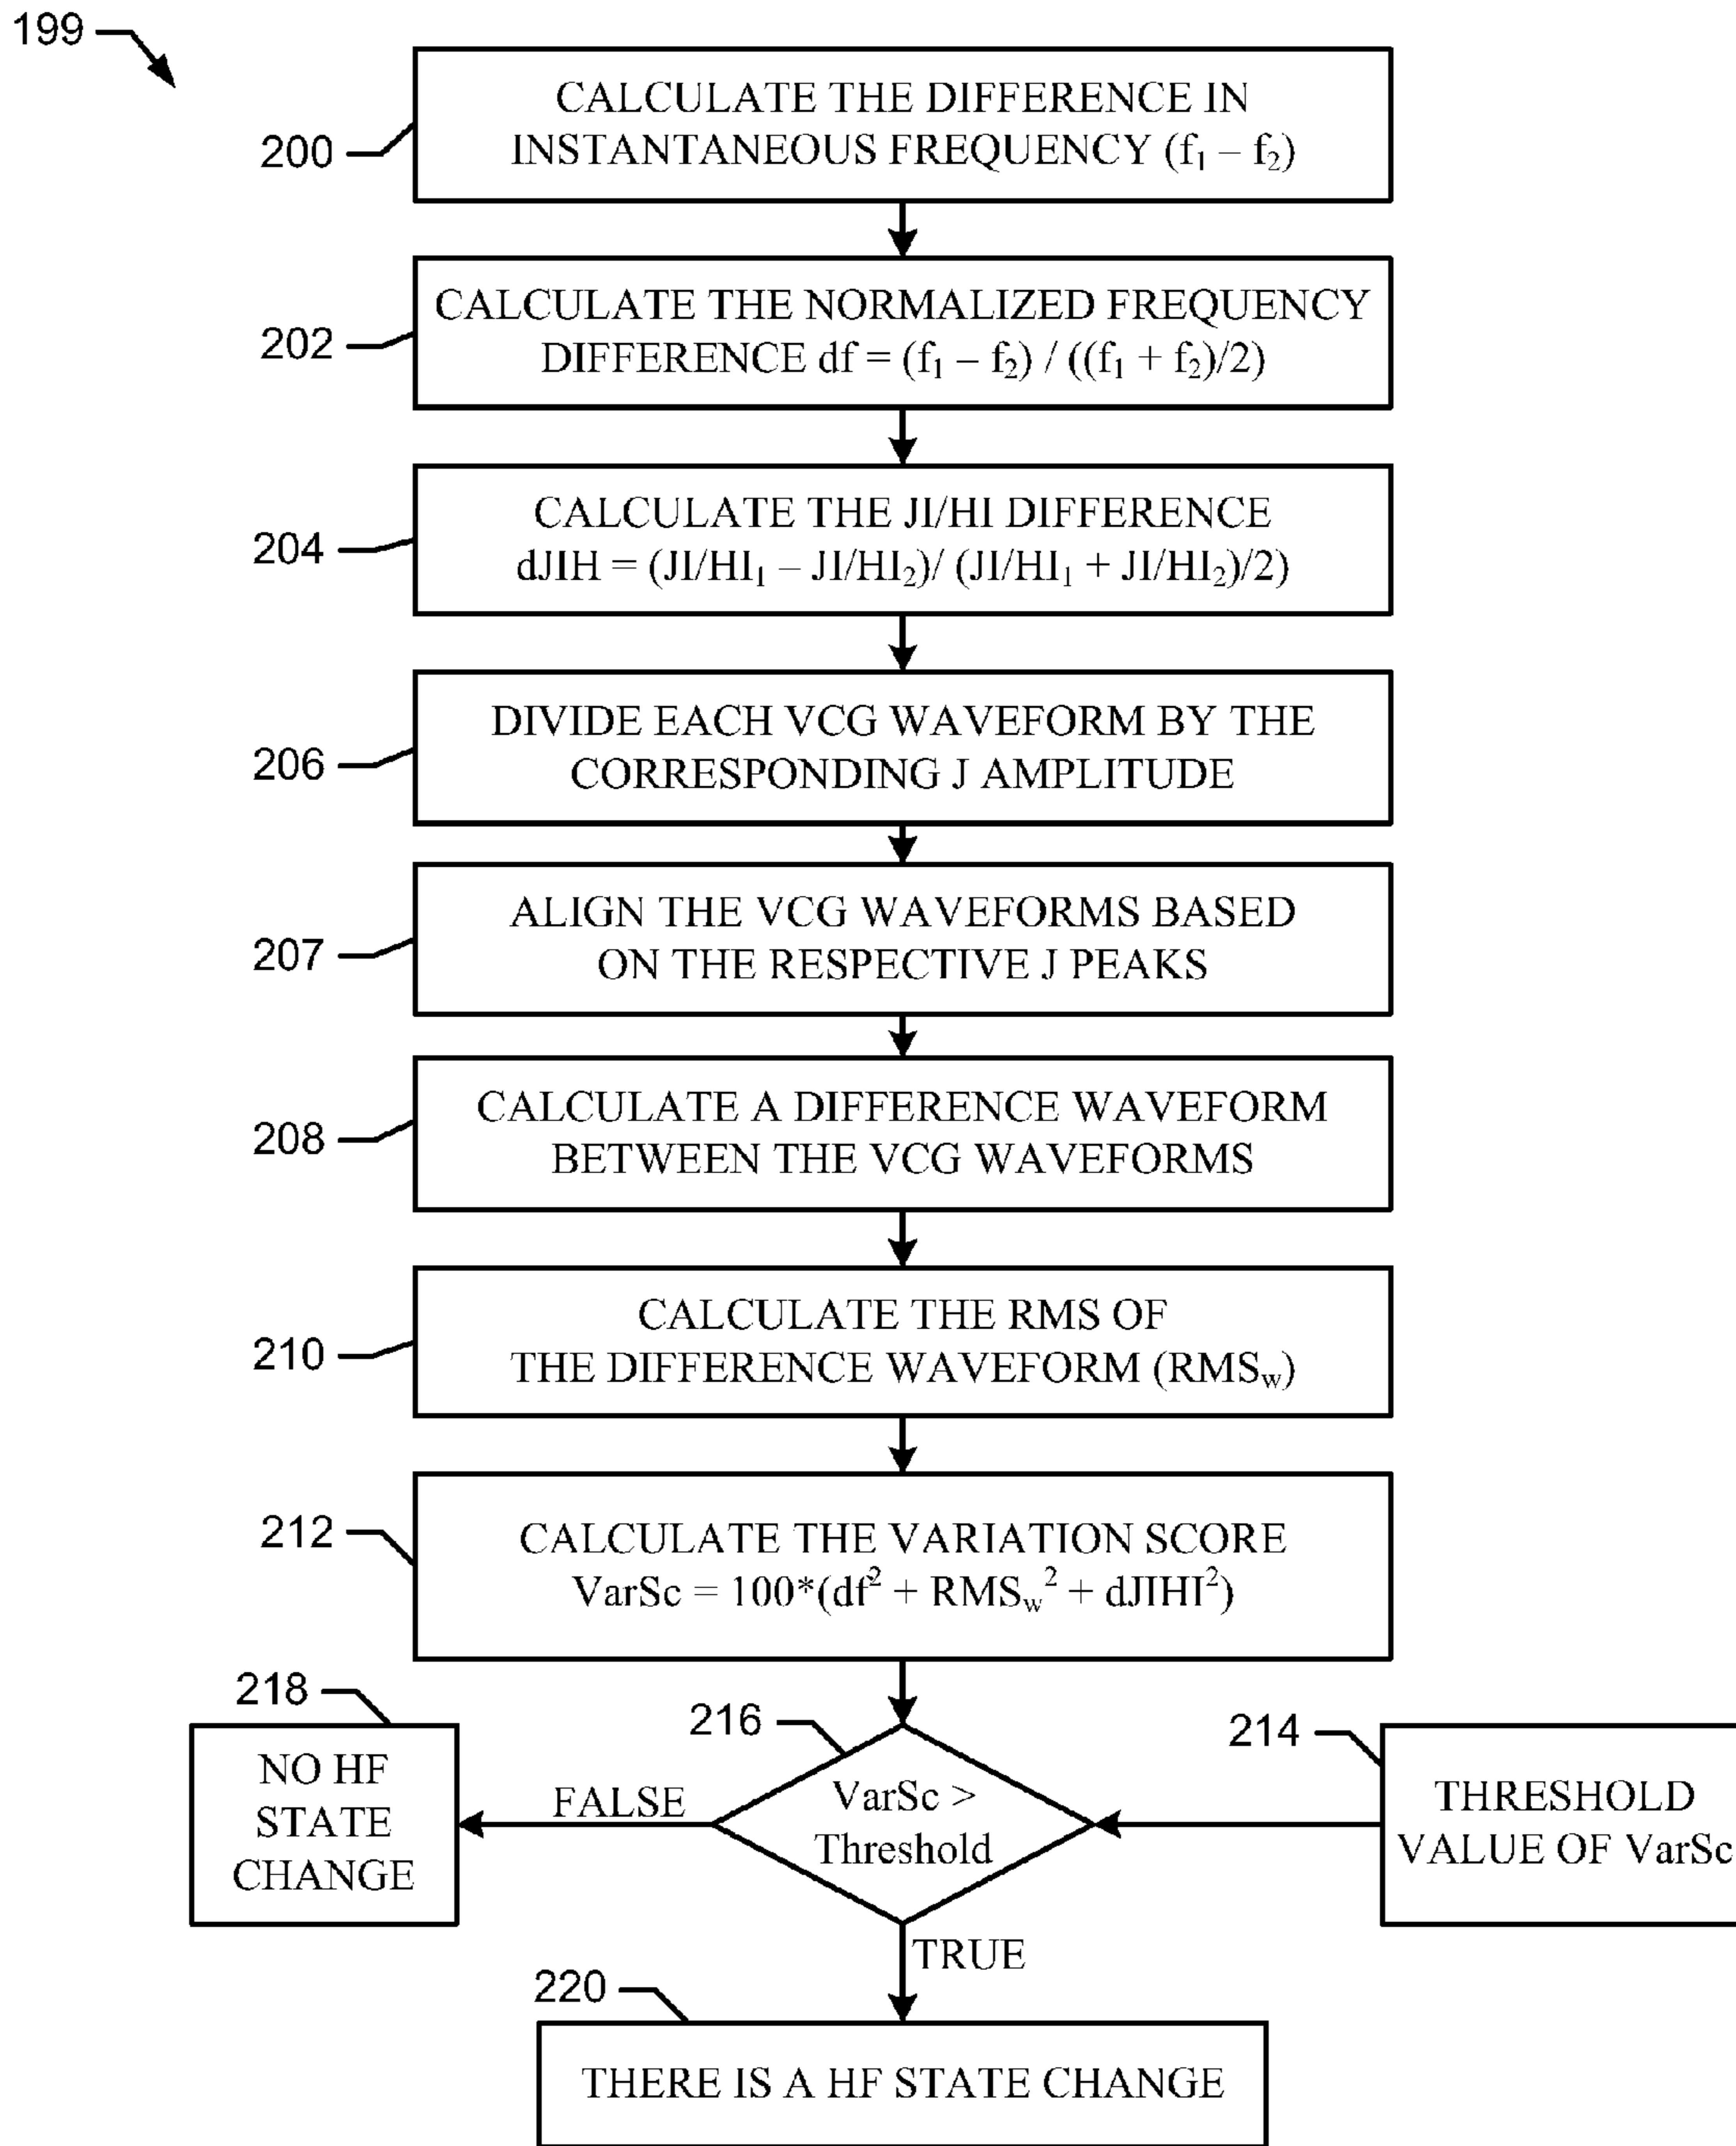 199
200
CALCULATE THE DIFFERENCE IN
INSTANTANEOUS FREQUENCY (f₁ – f₂)
202
CALCULATE THE NORMALIZED FREQUENCY
DIFFERENCE df = (f₁ – f₂) / ((f₁ + f₂)/2)
204
CALCULATE THE JI/HI DIFFERENCE
dJIH = (JI/HI₁ – JI/HI₂)/ (JI/HI₁ + JI/HI₂)/2)
206
DIVIDE EACH VCG WAVEFORM BY THE
CORRESPONDING J AMPLITUDE
207
ALIGN THE VCG WAVEFORMS BASED
ON THE RESPECTIVE J PEAKS
208
CALCULATE A DIFFERENCE WAVEFORM
BETWEEN THE VCG WAVEFORMS
210
CALCULATE THE RMS OF
THE DIFFERENCE WAVEFORM (RMSw)
212
CALCULATE THE VARIATION SCORE
VarSc = 100*(df² + RMSw² + dJIHI²)
218
NO HF
STATE
CHANGE
FALSE
216
VarSc >
Threshold
214
THRESHOLD
VALUE OF VarSc
TRUE
220
THERE IS A HF STATE CHANGE